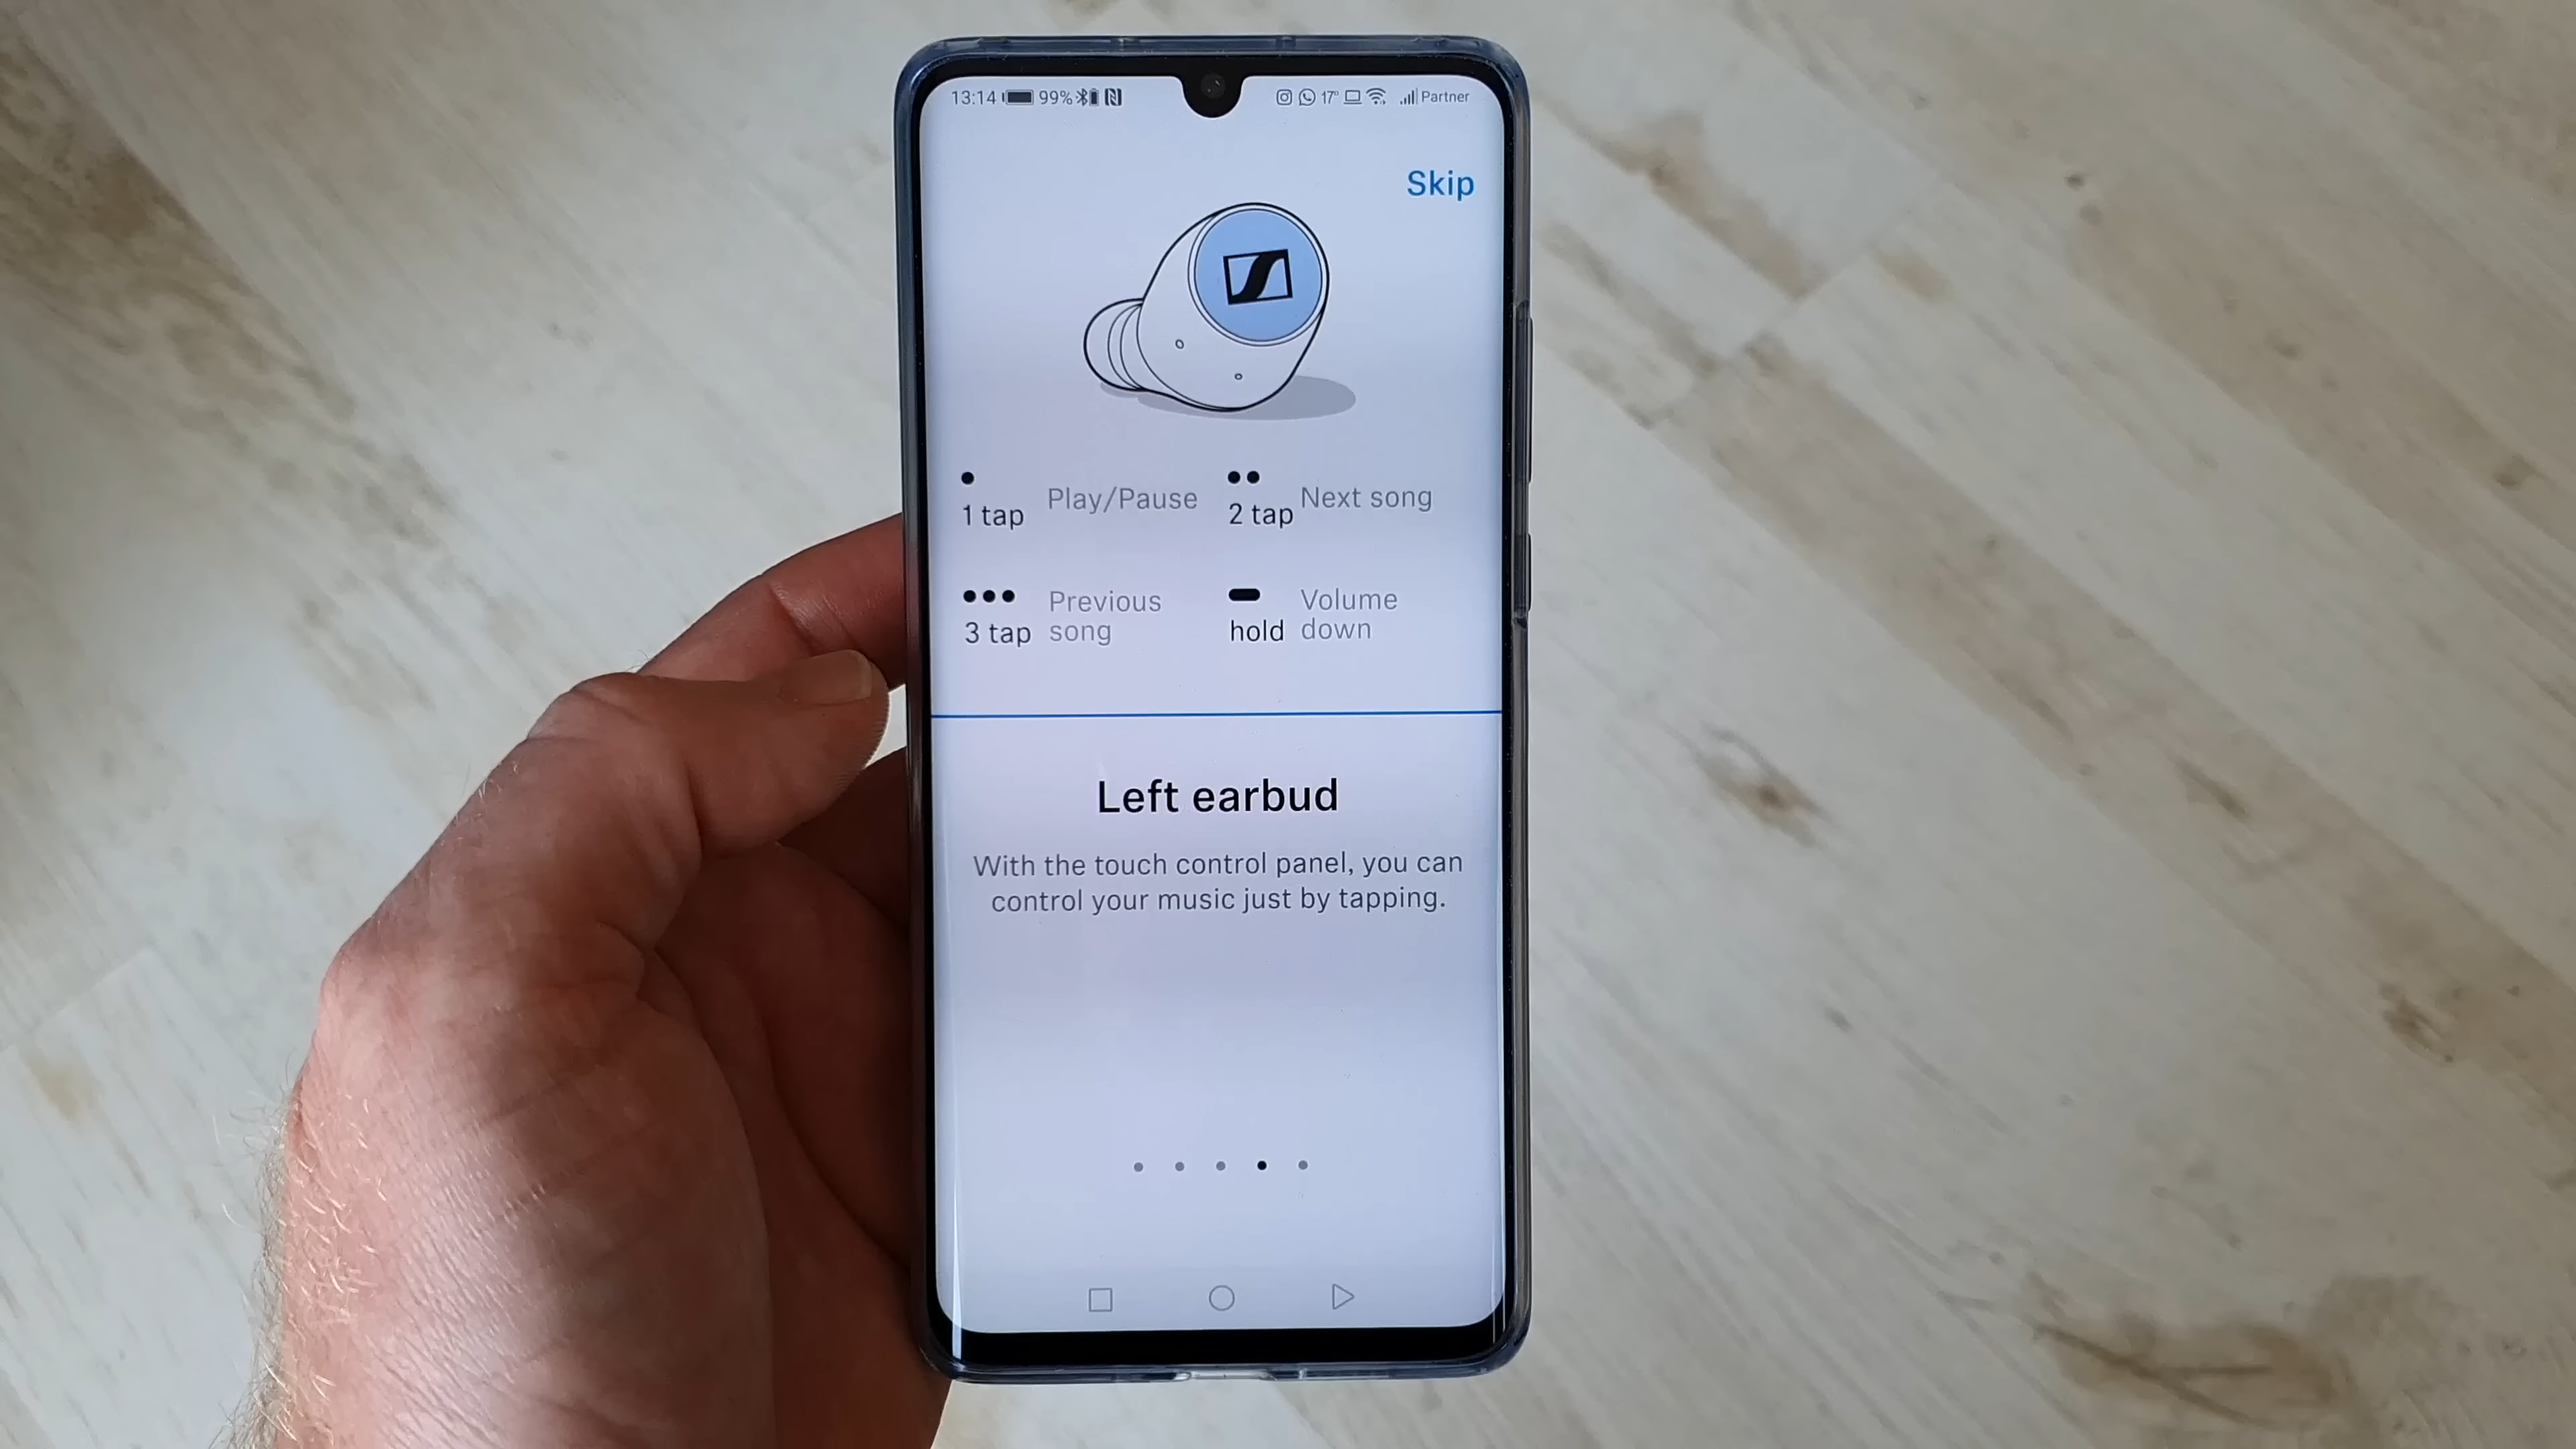 13:14 99% 17° Partner
Skip
1 tap Play/Pause 2 tap Next song
3 tap Previous song hold Volume down
Left earbud
With the touch control panel, you can
control your music just by tapping.